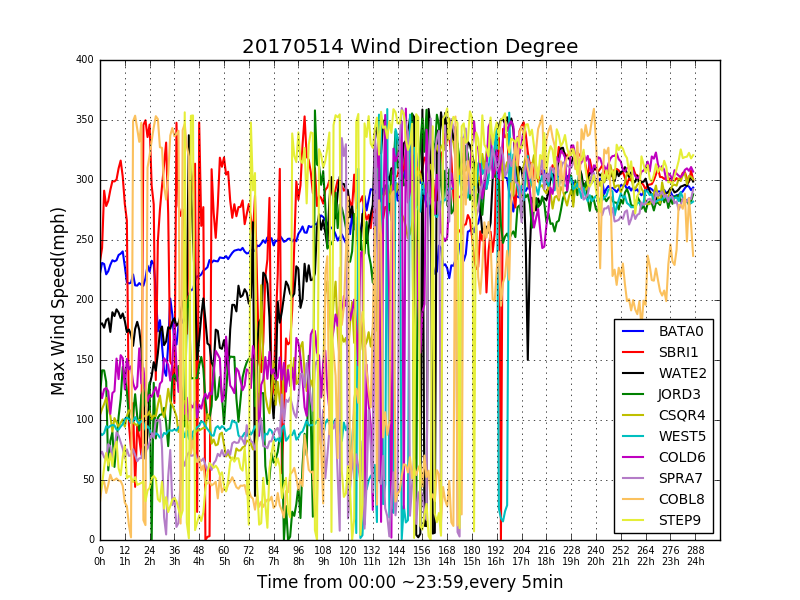 20170514 Wind Direction Degree
400
350
300
250
200
150
100
50
0
Max Wind Speed(mph)
BATA0
SBRI1
WATE2
JORD3
CSQR4
WEST5
COLD6
SPRA7
COBL8
STEP9
0 12 24 36 48 60 72 84 96 108 120 132 144 156 168 180 192 204 216 228 240 252 264 276 288
0h 1h 2h 3h 4h 5h 6h 7h 8h 9h 10h 11h 12h 13h 14h 15h 16h 17h 18h 19h 20h 21h 22h 23h 24h
Time from 00:00 ~23:59,every 5min